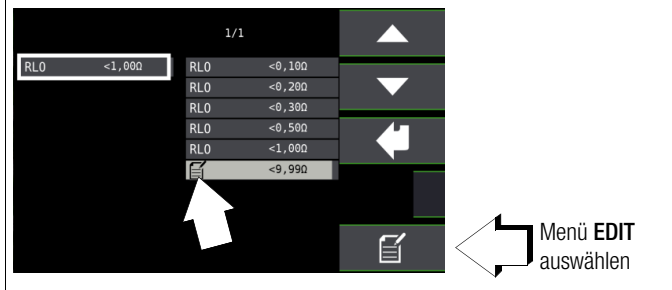 1/1
RLO <1,00Ω
RLO <0,10Ω
RLO <0,20Ω
RLO <0,30Ω
RLO <0,50Ω
RLO <1,00Ω
<9,99Ω
Menü EDIT
auswählen